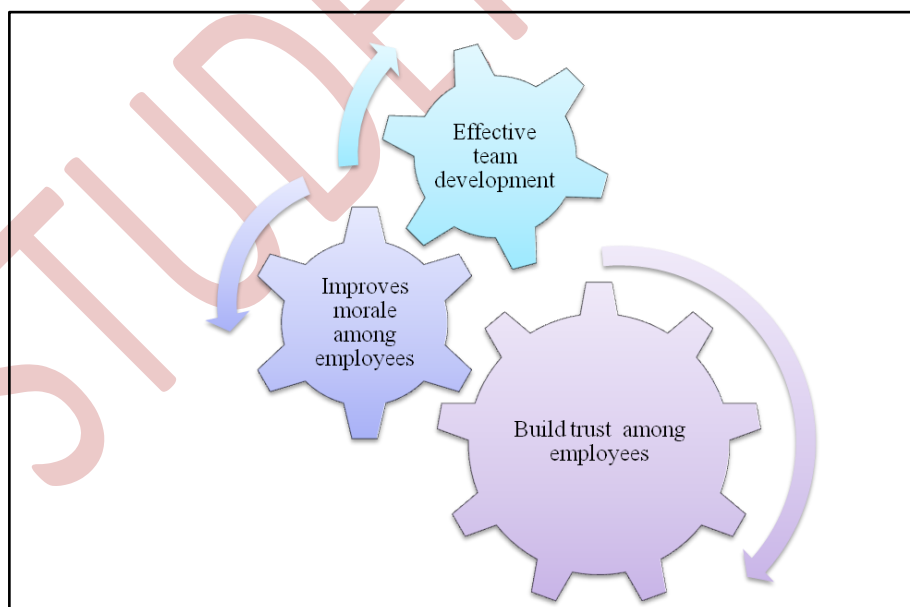 Effective
team
development
Improves
morale
among
employees
Build trust among
employees